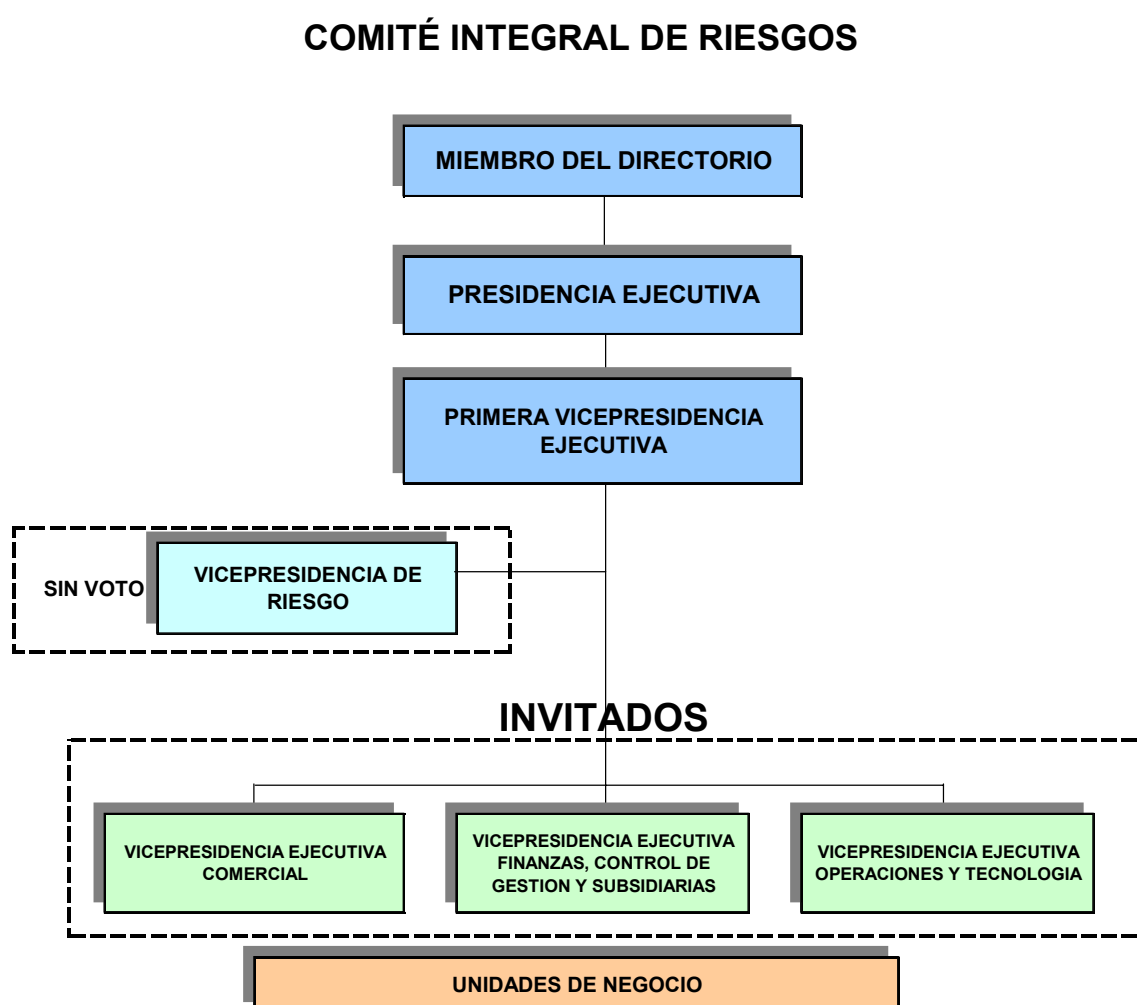 COMITÉ INTEGRAL DE RIESGOS
MIEMBRO DEL DIRECTORIO
PRESIDENCIA EJECUTIVA
PRIMERA VICEPRESIDENCIA
EJECUTIVA
SIN VOTO
VICEPRESIDENCIA DE
RIESGO
INVITADOS
VICEPRESIDENCIA EJECUTIVA
COMERCIAL
VICEPRESIDENCIA EJECUTIVA
FINANZAS, CONTROL DE
GESTION Y SUBSIDIARIAS
VICEPRESIDENCIA EJECUTIVA
OPERACIONES Y TECNOLOGIA
UNIDADES DE NEGOCIO